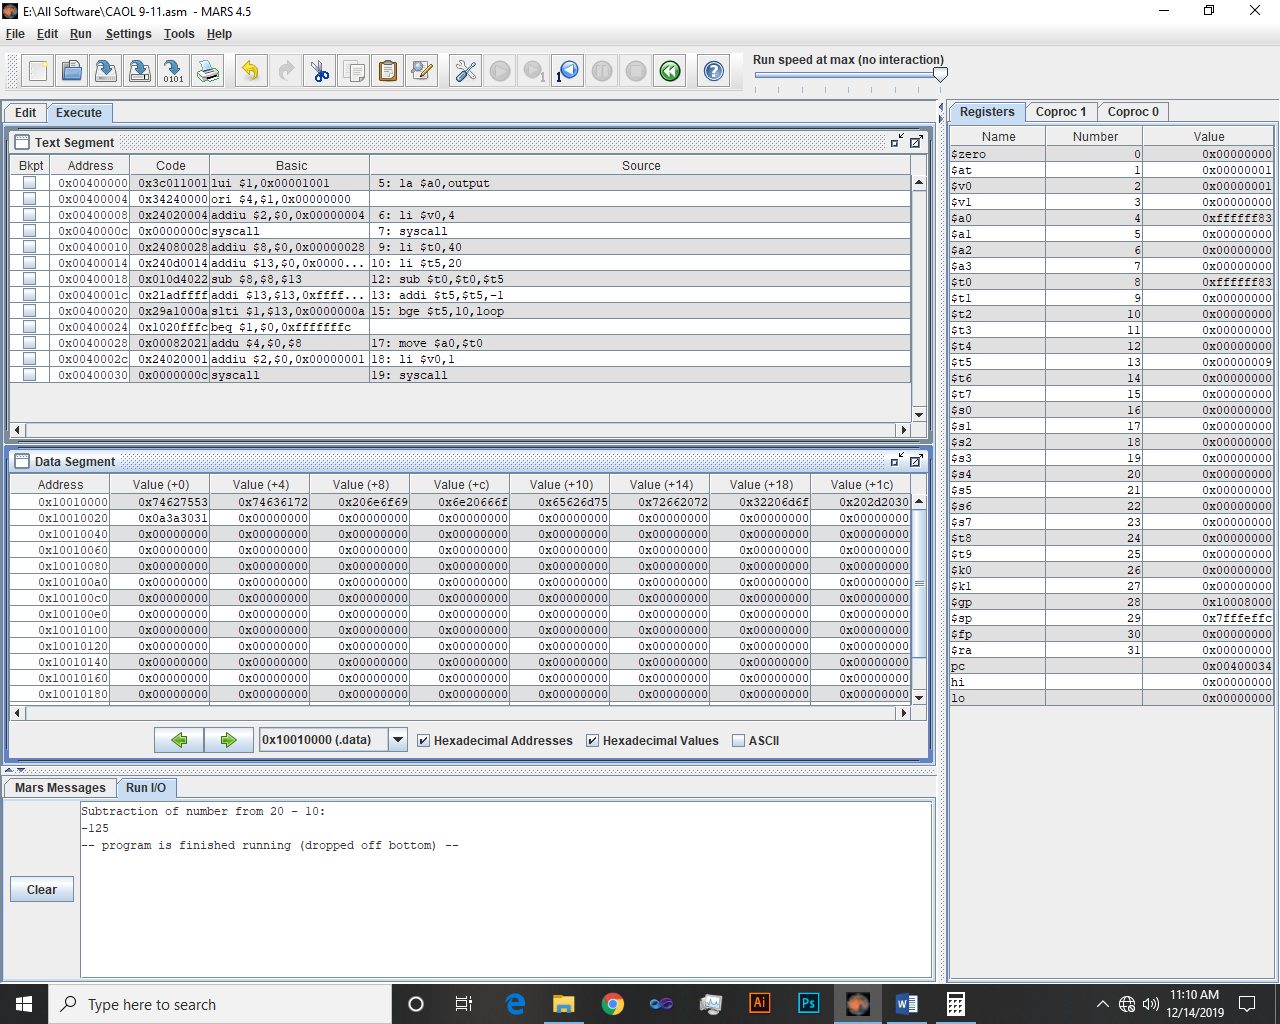 E:\All Software\CAOL 9-11.asm - MARS 4.5
File Edit Run Settings Tools Help
Run speed at max (no interaction)
Edit Execute
Text Segment
Bkpt Address Code Basic Source
0x00400000 0x3c011001 lui $1,0x00001001 5: la $a0,output
0x00400004 0x34240000 ori $4,$1,0x00000000
0x00400008 0x24020004 addiu $2,$0,0x00000004 6: li $v0,4
0x0040000c 0x0000000c syscall 7: syscall
0x00400010 0x24080028 addiu $8,$0,0x00000028 9: li $t0,40
0x00400014 0x240d0014 addiu $13,$0,0x0000... 10: li $t5,20
0x00400018 0x010d4022 sub $8,$8,$13 12: sub $t0,$t0,$t5
0x0040001c 0x21adffff addi $13,$13,0xffff... 13: addi $t5,$t5,-1
0x00400020 0x29a1000a slti $1,$13,0x0000000a 15: bge $t5,10,loop
0x00400024 0x1020fffc beq $1,$0,0xfffffffc
0x00400028 0x00082021 addu $4,$0,$8 17: move $a0,$t0
0x0040002c 0x24020001 addiu $2,$0,0x00000001 18: li $v0,1
0x00400030 0x0000000c syscall 19: syscall
Data Segment
Address Value (+0) Value (+4) Value (+8) Value (+c) Value (+10) Value (+14) Value (+18) Value (+1c)
0x10010000 0x74627553 0x74636172 0x206e6f69 0x6e20666f 0x65626d75 0x72662072 0x32206d6f 0x202d2030
0x10010020 0x0a3a3031 0x00000000 0x00000000 0x00000000 0x00000000 0x00000000 0x00000000 0x00000000
0x10010040 0x00000000 0x00000000 0x00000000 0x00000000 0x00000000 0x00000000 0x00000000 0x00000000
0x10010060 0x00000000 0x00000000 0x00000000 0x00000000 0x00000000 0x00000000 0x00000000 0x00000000
0x10010080 0x00000000 0x00000000 0x00000000 0x00000000 0x00000000 0x00000000 0x00000000 0x00000000
0x100100a0 0x00000000 0x00000000 0x00000000 0x00000000 0x00000000 0x00000000 0x00000000 0x00000000
0x100100c0 0x00000000 0x00000000 0x00000000 0x00000000 0x00000000 0x00000000 0x00000000 0x00000000
0x100100e0 0x00000000 0x00000000 0x00000000 0x00000000 0x00000000 0x00000000 0x00000000 0x00000000
0x10010100 0x00000000 0x00000000 0x00000000 0x00000000 0x00000000 0x00000000 0x00000000 0x00000000
0x10010120 0x00000000 0x00000000 0x00000000 0x00000000 0x00000000 0x00000000 0x00000000 0x00000000
0x10010140 0x00000000 0x00000000 0x00000000 0x00000000 0x00000000 0x00000000 0x00000000 0x00000000
0x10010160 0x00000000 0x00000000 0x00000000 0x00000000 0x00000000 0x00000000 0x00000000 0x00000000
0x10010180 0x00000000 0x00000000 0x00000000 0x00000000 0x00000000 0x00000000 0x00000000 0x00000000
0x10010000 (.data) Hexadecimal Addresses Hexadecimal Values ASCII
Mars Messages Run I/O
Subtraction of number from 20 - 10:
-125
-- program is finished running (dropped off bottom) --
Clear
Registers Coproc 1 Coproc 0
Name Number Value
$zero 0 0x00000000
$at 1 0x00000001
$v0 2 0x00000001
$v1 3 0x00000000
$a0 4 0xffffff83
$a1 5 0x00000000
$a2 6 0x00000000
$a3 7 0x00000000
$t0 8 0xffffff83
$t1 9 0x00000000
$t2 10 0x00000000
$t3 11 0x00000000
$t4 12 0x00000000
$t5 13 0x00000009
$t6 14 0x00000000
$t7 15 0x00000000
$s0 16 0x00000000
$s1 17 0x00000000
$s2 18 0x00000000
$s3 19 0x00000000
$s4 20 0x00000000
$s5 21 0x00000000
$s6 22 0x00000000
$s7 23 0x00000000
$t8 24 0x00000000
$t9 25 0x00000000
$k0 26 0x00000000
$k1 27 0x00000000
$gp 28 0x10008000
$sp 29 0x7fffeffc
$fp 30 0x00000000
$ra 31 0x00000000
pc 0x00400034
hi 0x00000000
lo 0x00000000
Type here to search
11:10 AM
12/14/2019